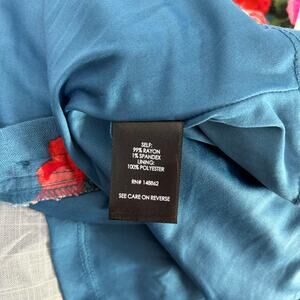 SELF:
99% RAYON
1% SPANDEX
LINING:
100% POLYESTER
RN# 148862
SEE CARE ON REVERSE